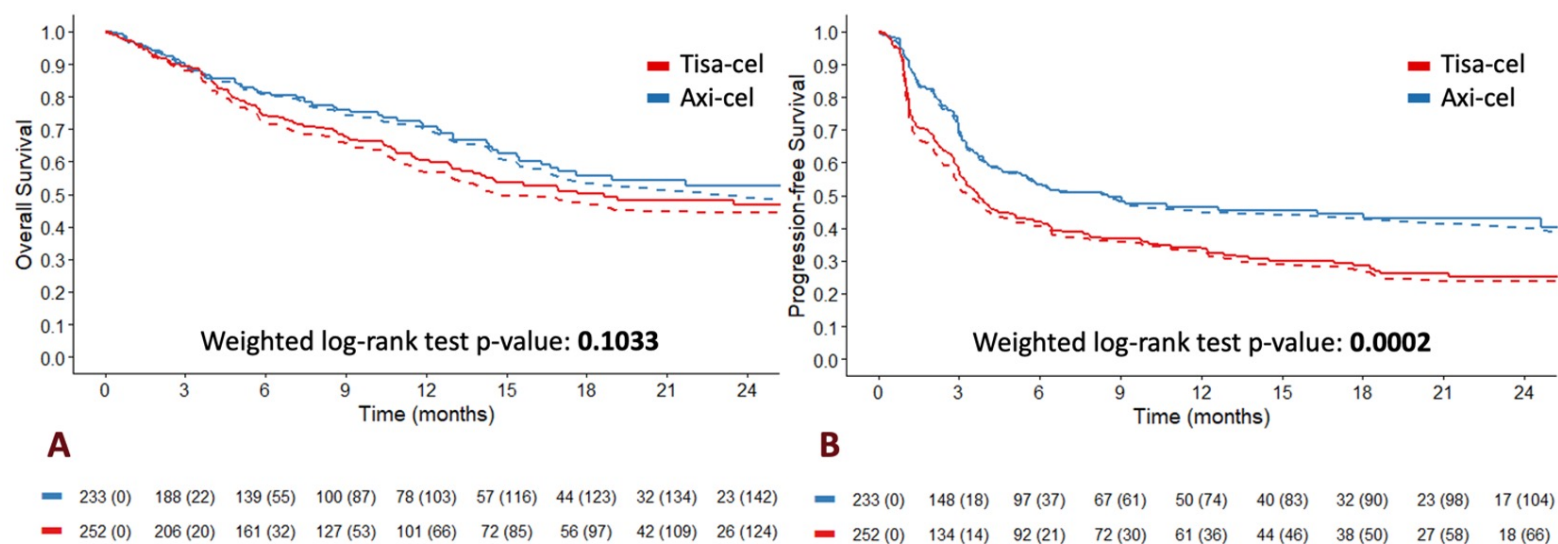 Overall Survival
1.0
0.9
0.8
0.7
0.6
0.5
0.4
0.3
0.2
0.1
0.0
Tisa-cel
Axi-cel
Weighted log-rank test p-value: 0.1033
0 3 6 9 12 15 18 21 24
Time (months)
A
233 (0) 188 (22) 139 (55) 100 (87) 78 (103) 57 (116) 44 (123) 32 (134) 23 (142)
252 (0) 206 (20) 161 (32) 127 (53) 101 (66) 72 (85) 56 (97) 42 (109) 26 (124)
Progression-free Survival
1.0
0.9
0.8
0.7
0.6
0.5
0.4
0.3
0.2
0.1
0.0
Tisa-cel
Axi-cel
Weighted log-rank test p-value: 0.0002
0 3 6 9 12 15 18 21 24
Time (months)
B
233 (0) 148 (18) 97 (37) 67 (61) 50 (74) 40 (83) 32 (90) 23 (98) 17 (104)
252 (0) 134 (14) 92 (21) 72 (30) 61 (36) 44 (46) 38 (50) 27 (58) 18 (66)